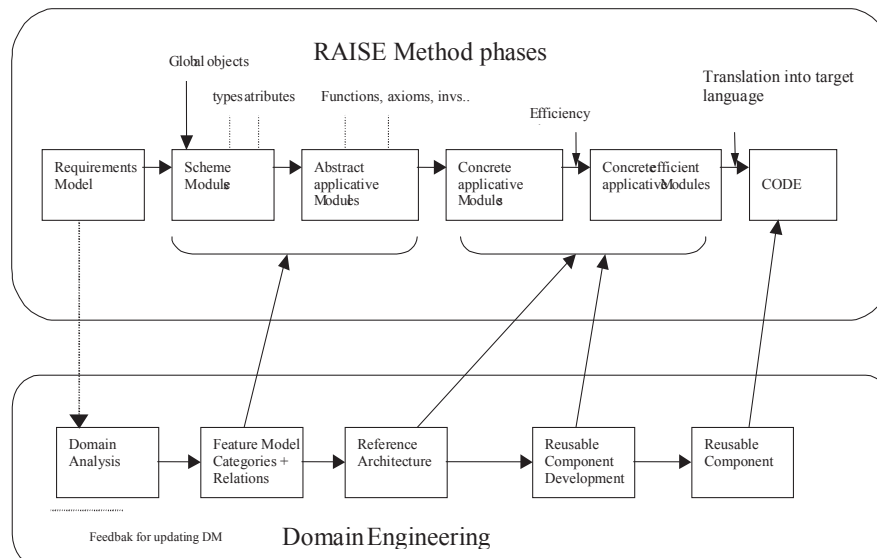 RAISE Method phases
Global objects
types atributes
Functions, axioms, invs..
Efficiency
Translation into target
language
Requirements
Model
Scheme
Modules
Abstract
applicative
Modules
Concrete
applicative
Modules
Concrete efficient
applicative Modules
CODE
Domain
Analysis
Feature Model
Categories +
Relations
Reference
Architecture
Reusable
Component
Development
Reusable
Component
Feedbak for updating DM
Domain Engineering